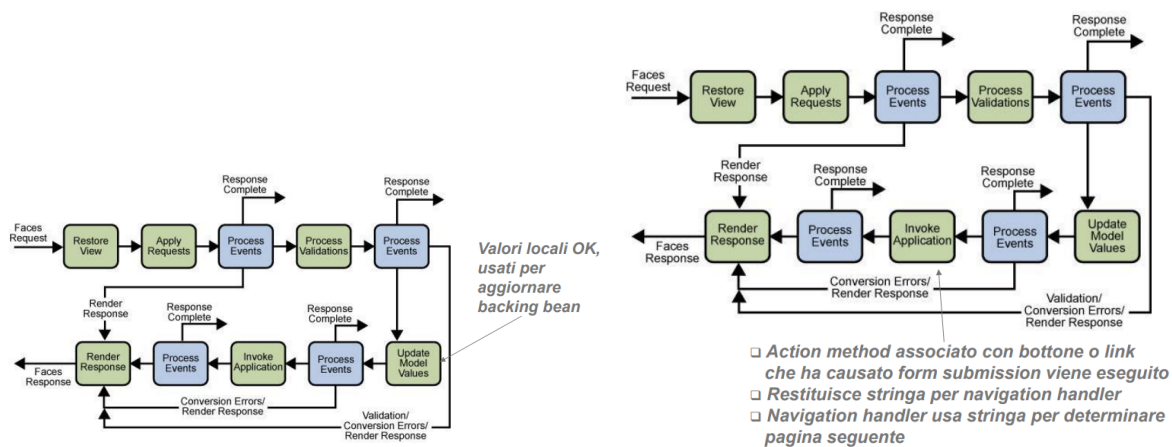 Response
Complete
Response
Complete
Faces
Request
Restore
View
Apply
Requests
Process
Events
Process
Validations
Process
Events
Render
Response
Response
Complete
Response
Complete
Render
Response
Process
Events
Invoke
Application
Process
Events
Update
Model
Values
Faces
Response
Conversion Errors/
Render Response
Validation/
Conversion Errors/
Render Response
Valori locali OK,
usati per
aggiornare
backing bean
Response
Complete
Response
Complete
Faces
Request
Restore
View
Apply
Requests
Process
Events
Process
Validations
Process
Events
Render
Response
Response
Complete
Response
Complete
Render
Response
Process
Events
Invoke
Application
Process
Events
Update
Model
Values
Faces
Response
Conversion Errors/
Render Response
Validation/
Conversion Errors/
Render Response
❑ Action method associato con bottone o link
che ha causato form submission viene eseguito
❑ Restituisce stringa per navigation handler
❑ Navigation handler usa stringa per determinare
pagina seguente